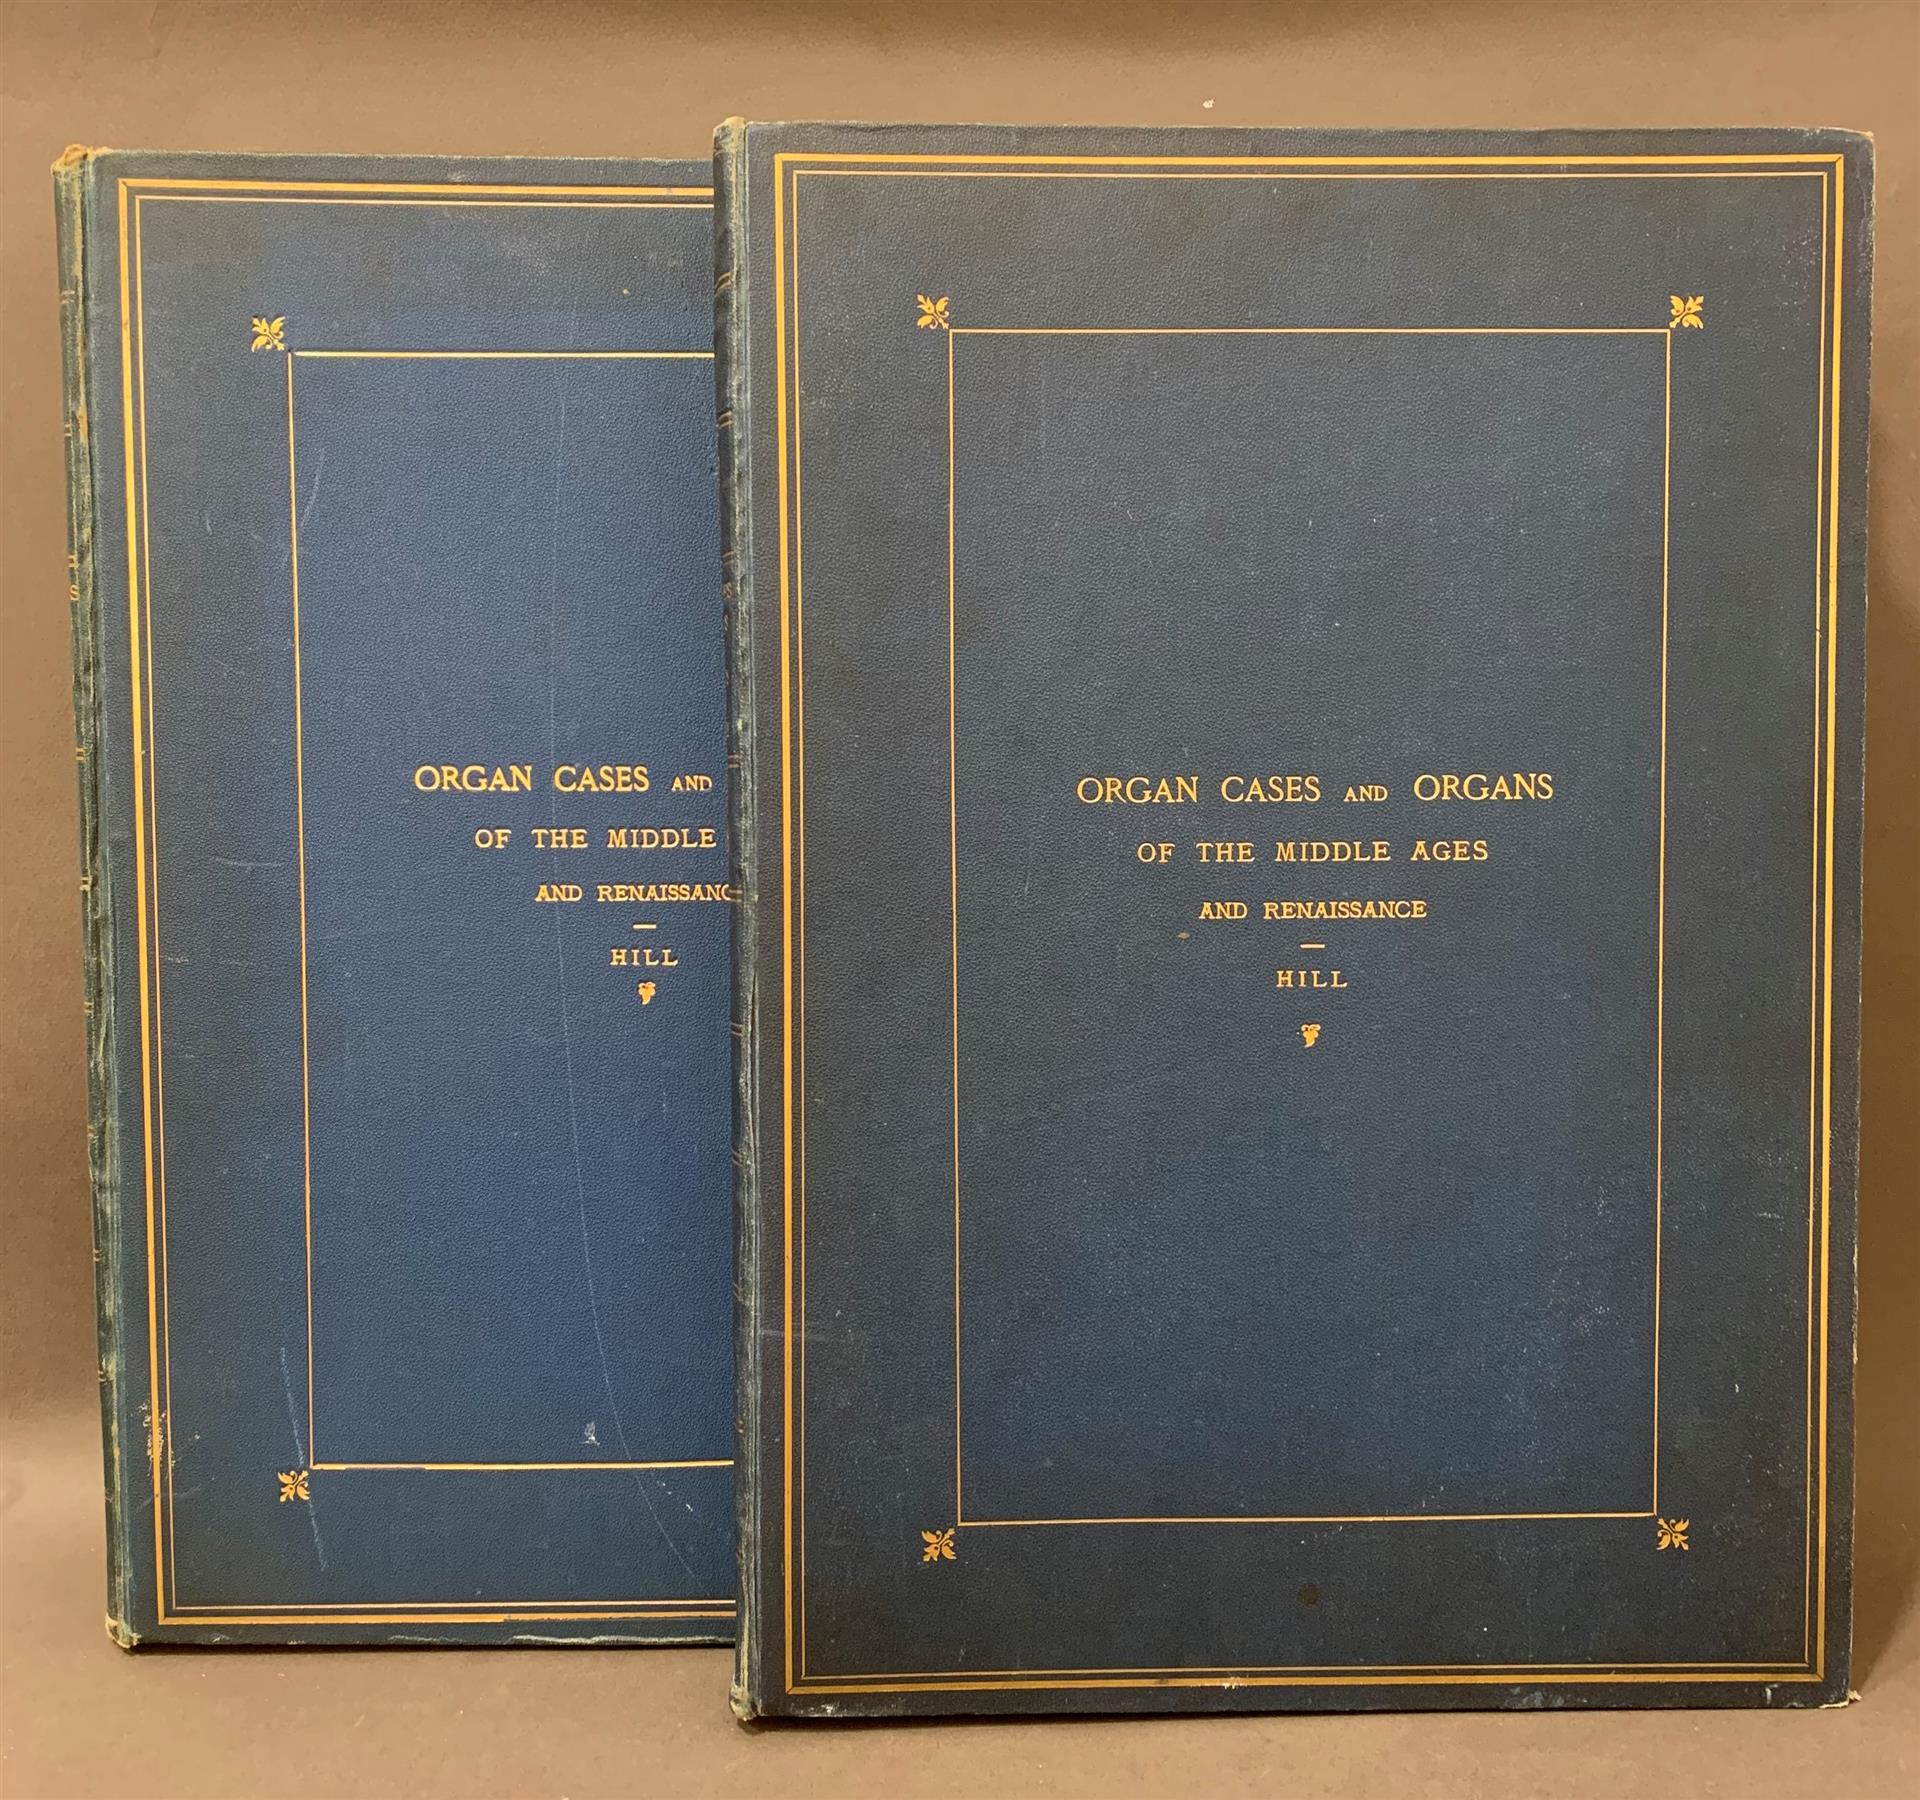 ORGAN CASES AND
OF THE MIDDLE
AND RENAISSANC
HILL
ORGAN CASES AND ORGANS
OF THE MIDDLE AGES
AND RENAISSANCE
HILL